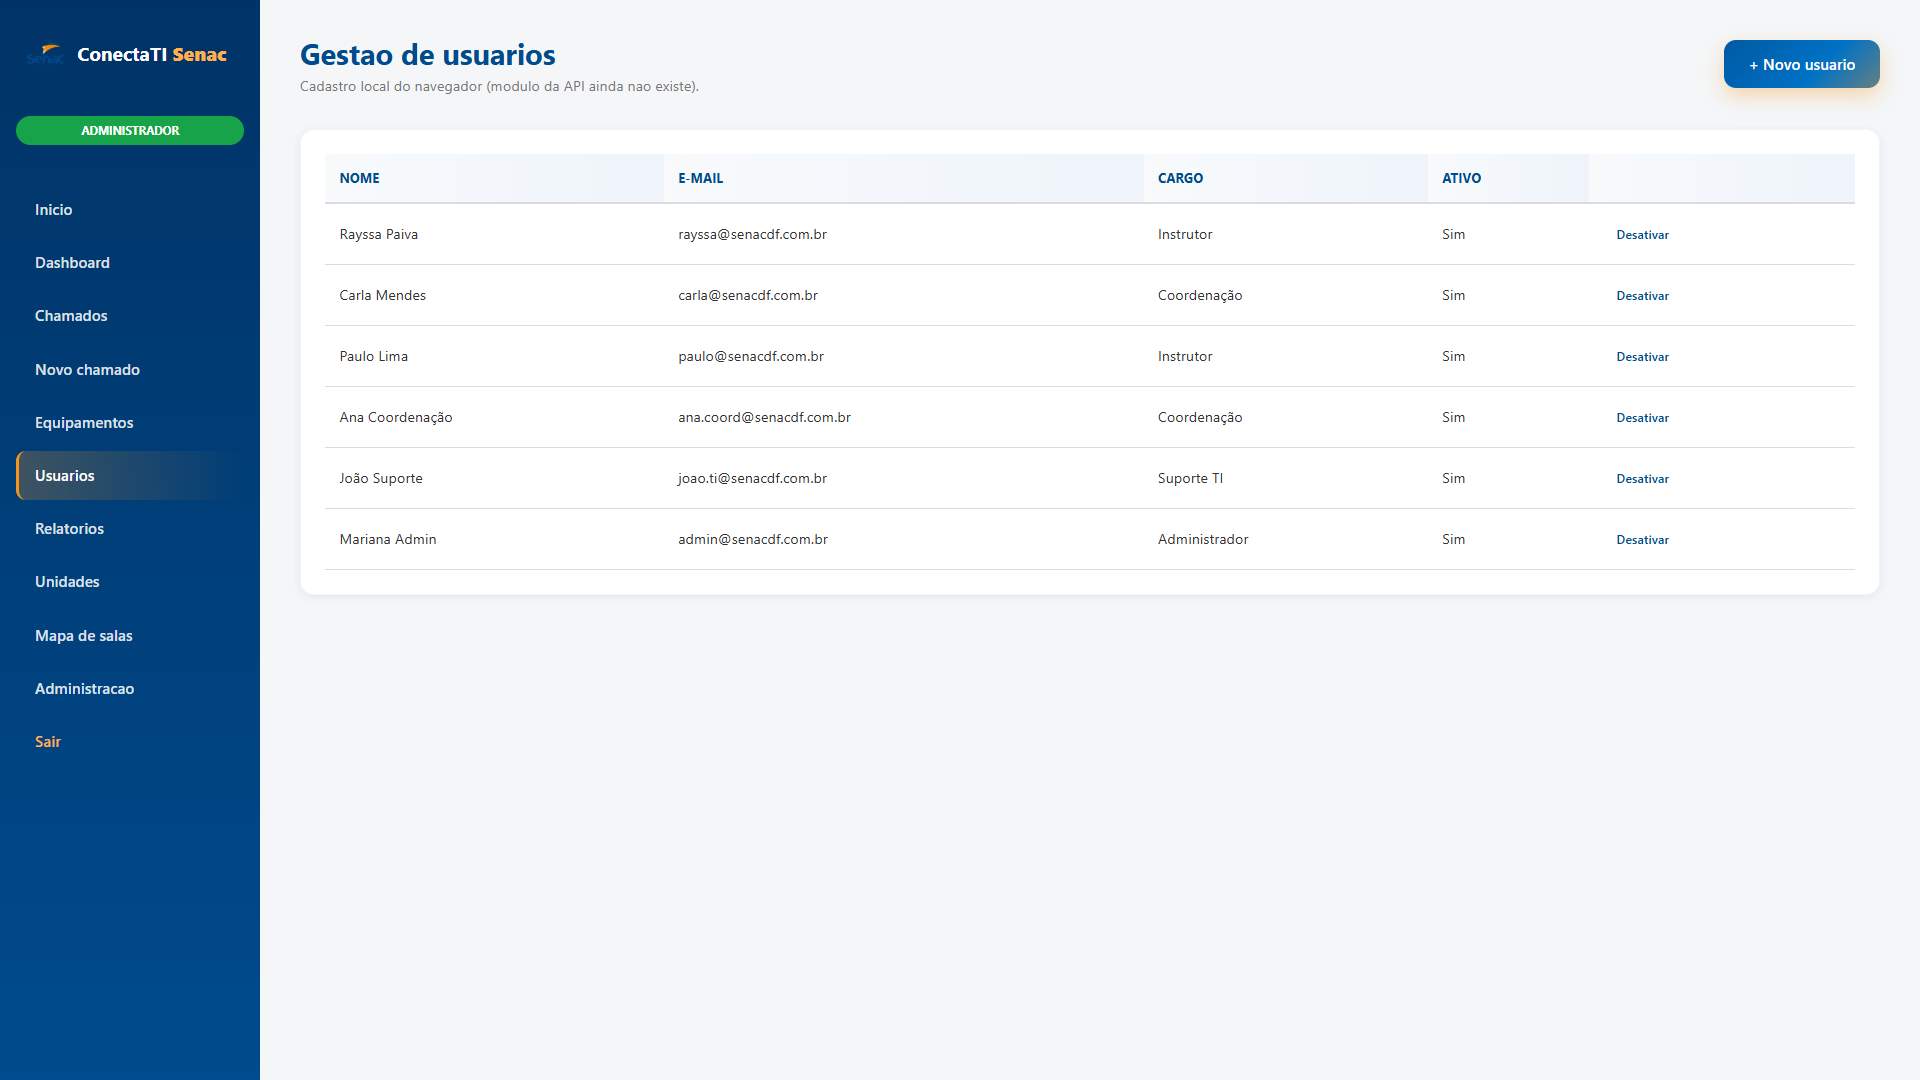 Senac
ConectaTI Senac
ADMINISTRADOR
Inicio
Dashboard
Chamados
Novo chamado
Equipamentos
Usuarios
Relatorios
Unidades
Mapa de salas
Administracao
Sair
Gestao de usuarios
Cadastro local do navegador (modulo da API ainda nao existe).
+ Novo usuario
NOME E-MAIL CARGO ATIVO
Rayssa Paiva rayssa@senacdf.com.br Instrutor Sim Desativar
Carla Mendes carla@senacdf.com.br Coordenação Sim Desativar
Paulo Lima paulo@senacdf.com.br Instrutor Sim Desativar
Ana Coordenação ana.coord@senacdf.com.br Coordenação Sim Desativar
João Suporte joao.ti@senacdf.com.br Suporte TI Sim Desativar
Mariana Admin admin@senacdf.com.br Administrador Sim Desativar